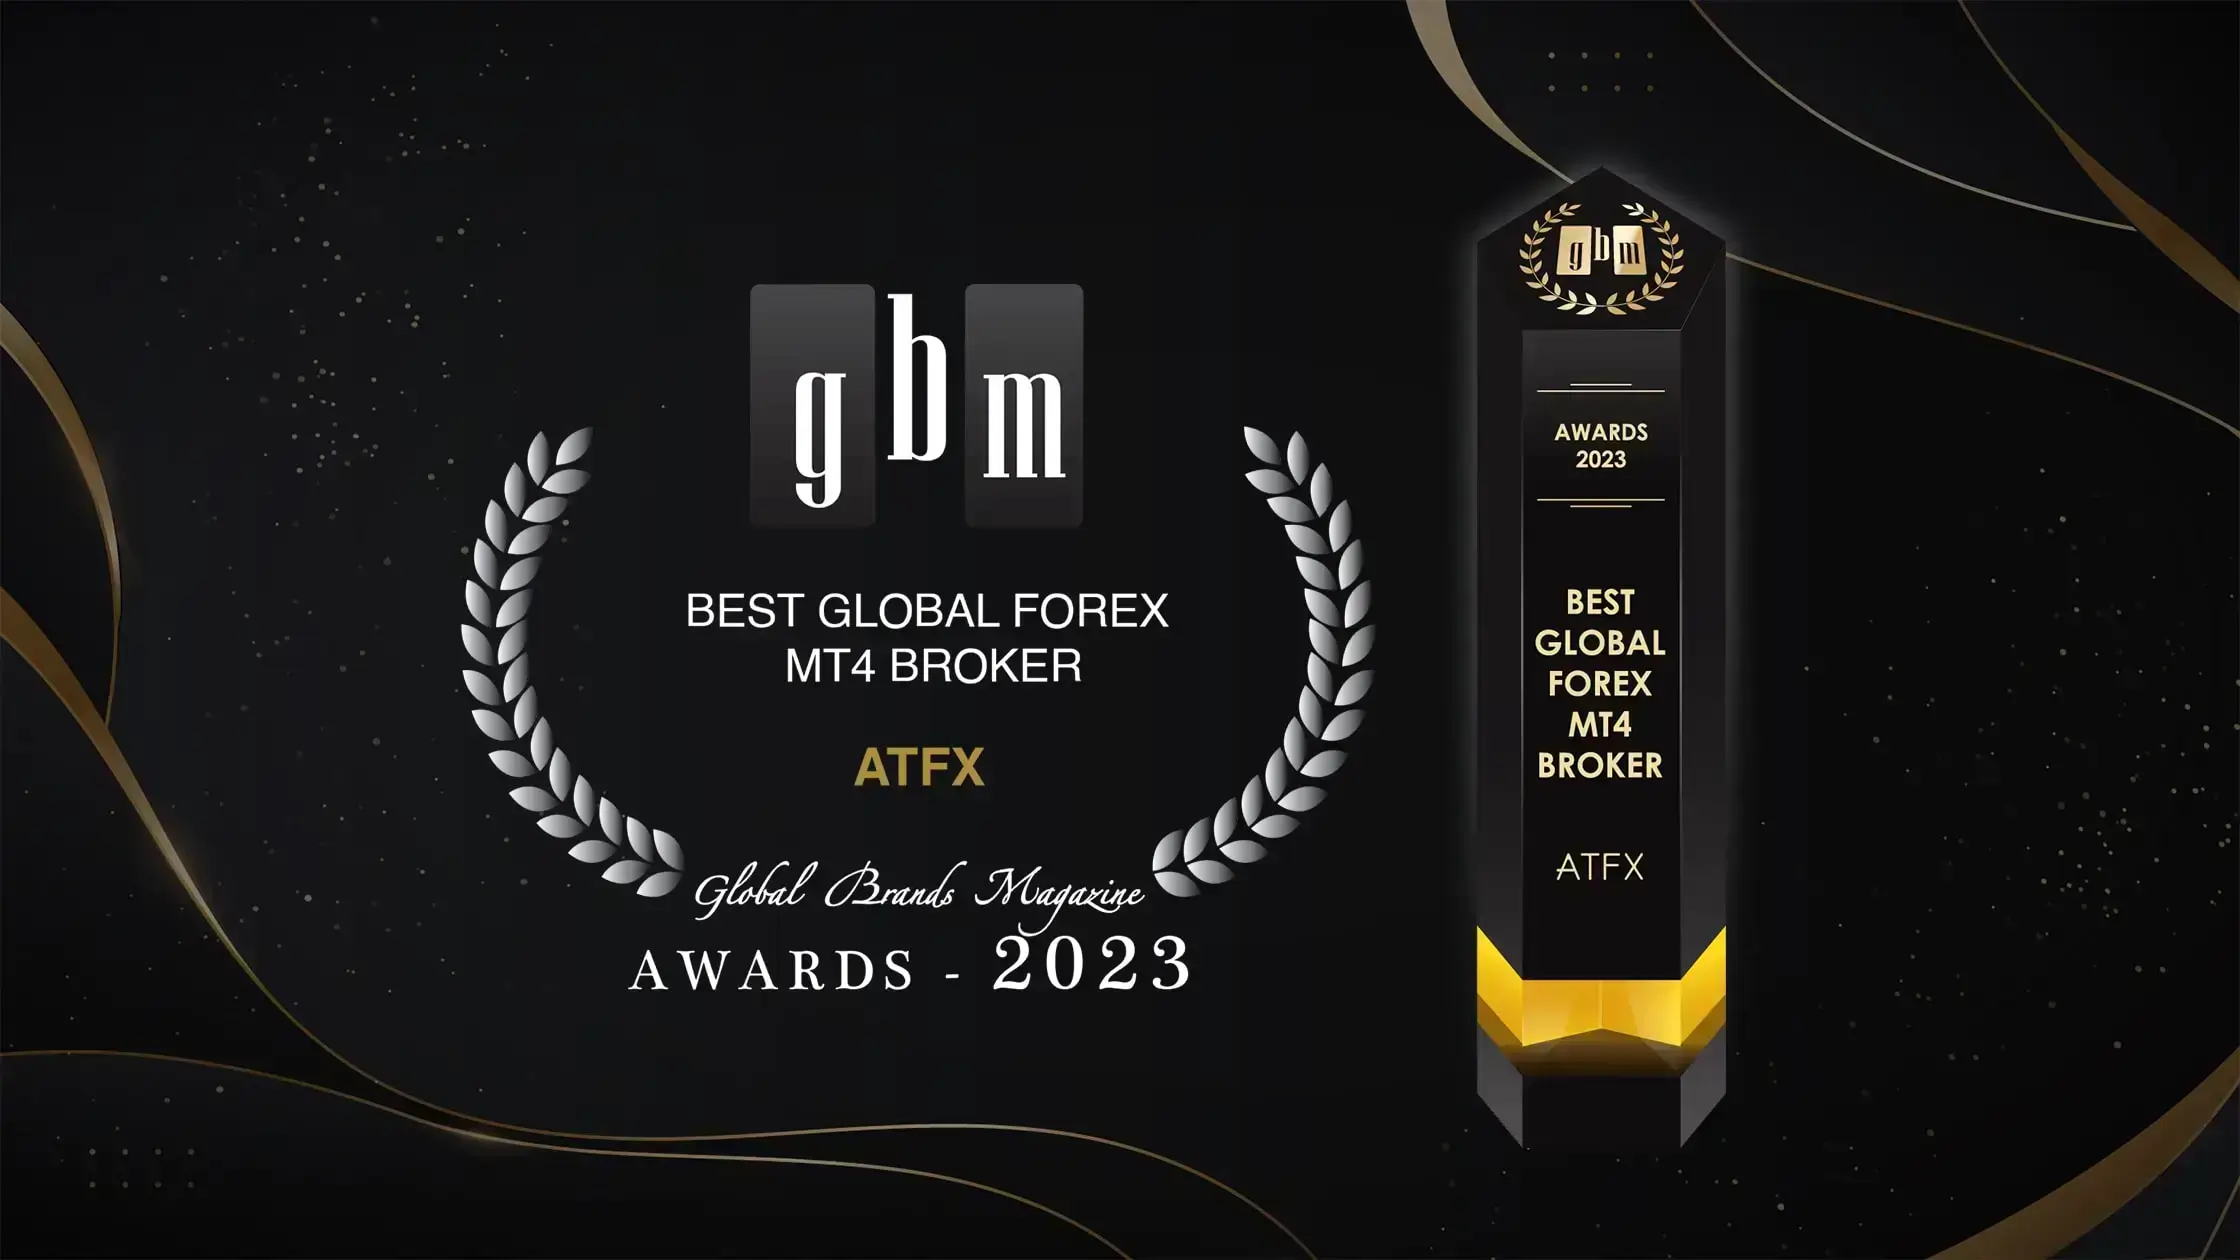 gbm
BEST GLOBAL FOREX
MT4 BROKER
ATFX
Global Brands Magazine
AWARDS - 2023
gbm
AWARDS
2023
BEST
GLOBAL
FOREX
MT4
BROKER
ATFX